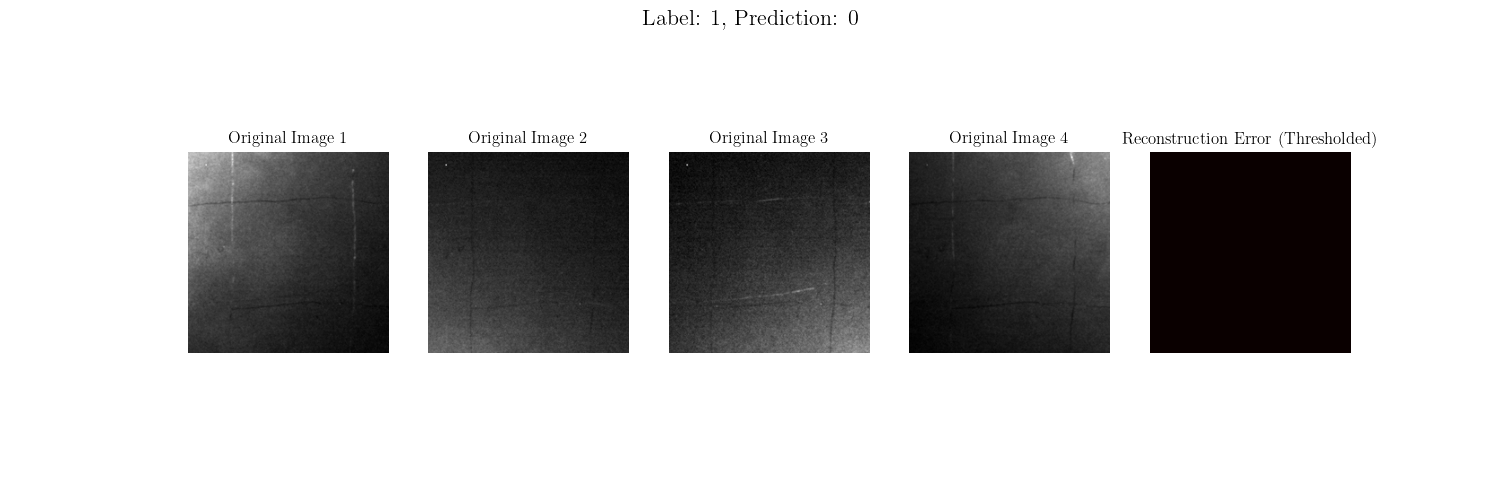 Label: 1, Prediction: 0
Original Image 1
Original Image 2
Original Image 3
Original Image 4
Reconstruction Error (Thresholded)